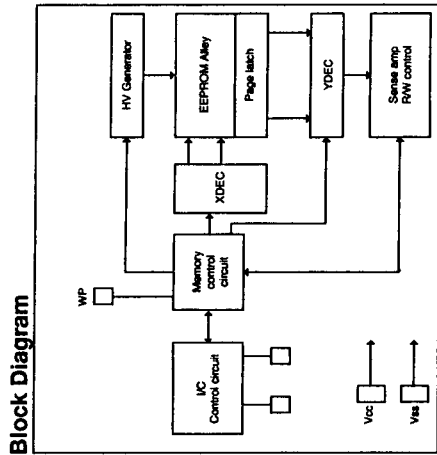 Block Diagram
HV Generator
EEPROM Alley
Page latch
YDEC
Sense amp
R/W control
XDEC
WP
Memory
control
circuit
I/C
Control circuit
Vcc
Vss